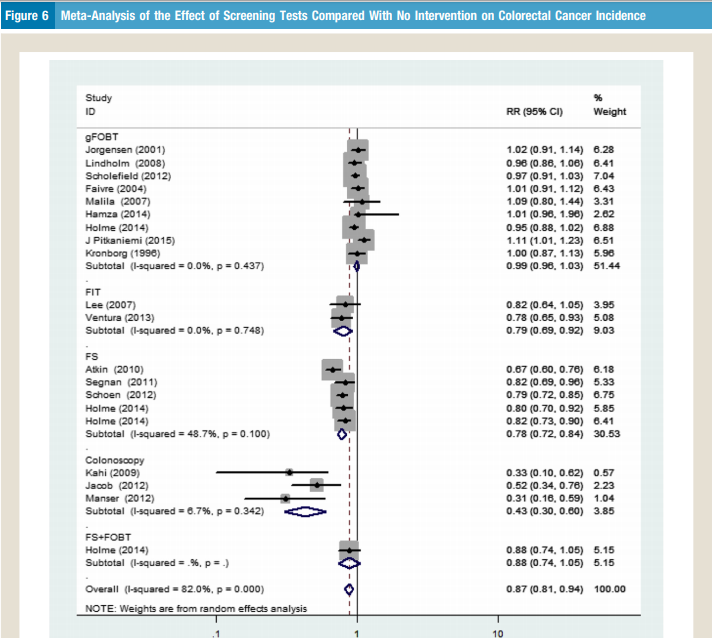 Figure 6 Meta-Analysis of the Effect of Screening Tests Compared With No Intervention on Colorectal Cancer Incidence
Study %
ID RR (95% CI) Weight
gFOBT
Jorgensen (2001) 1.02 (0.91, 1.14) 6.28
Lindholm (2008) 0.96 (0.86, 1.06) 6.41
Scholefield (2012) 0.97 (0.91, 1.03) 7.04
Faivre (2004) 1.01 (0.91, 1.12) 6.43
Malila (2007) 1.09 (0.80, 1.44) 3.31
Hamza (2014) 1.01 (0.96, 1.96) 2.62
Holme (2014) 0.95 (0.88, 1.02) 6.88
J Pitkaniemi (2015) 1.11 (1.01, 1.23) 6.51
Kronborg (1996) 1.00 (0.87, 1.13) 5.96
Subtotal (I-squared = 0.0%, p = 0.437) 0.99 (0.96, 1.03) 51.44
.
FIT
Lee (2007) 0.82 (0.64, 1.05) 3.95
Ventura (2013) 0.78 (0.65, 0.93) 5.08
Subtotal (I-squared = 0.0%, p = 0.748) 0.79 (0.69, 0.92) 9.03
.
FS
Atkin (2010) 0.67 (0.60, 0.76) 6.18
Segnan (2011) 0.82 (0.69, 0.96) 5.33
Schoen (2012) 0.79 (0.72, 0.85) 6.75
Holme (2014) 0.80 (0.70, 0.92) 5.85
Holme (2014) 0.82 (0.73, 0.90) 6.41
Subtotal (I-squared = 48.7%, p = 0.100) 0.78 (0.72, 0.84) 30.53
.
Colonoscopy
Kahi (2009) 0.33 (0.10, 0.62) 0.57
Jacob (2012) 0.52 (0.34, 0.76) 2.23
Manser (2012) 0.31 (0.16, 0.59) 1.04
Subtotal (I-squared = 6.7%, p = 0.342) 0.43 (0.30, 0.60) 3.85
.
FS+FOBT
Holme (2014) 0.88 (0.74, 1.05) 5.15
Subtotal (I-squared = .%, p = .) 0.88 (0.74, 1.05) 5.15
.
Overall (I-squared = 82.0%, p = 0.000) 0.87 (0.81, 0.94) 100.00
NOTE: Weights are from random effects analysis
.1 1 10